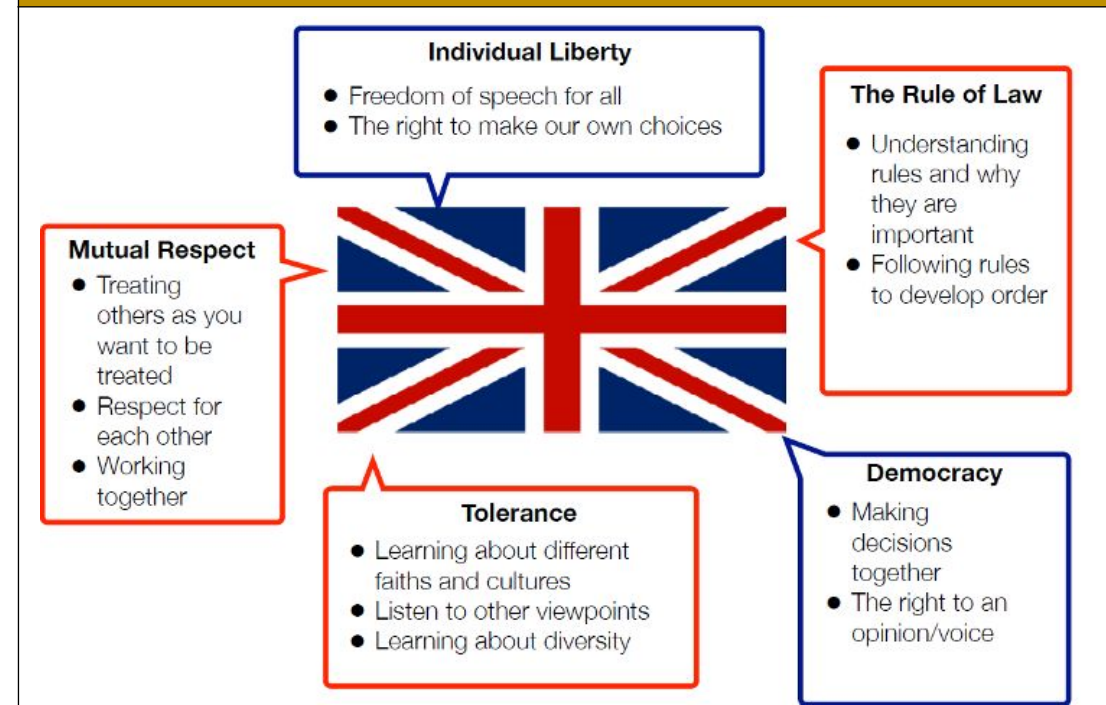 Individual Liberty
● Freedom of speech for all
● The right to make our own choices
The Rule of Law
● Understanding
rules and why
they are
important
● Following rules
to develop order
Mutual Respect
● Treating
others as you
want to be
treated
● Respect for
each other
● Working
together
Tolerance
● Learning about different
faiths and cultures
● Listen to other viewpoints
● Learning about diversity
Democracy
● Making
decisions
together
● The right to an
opinion/voice